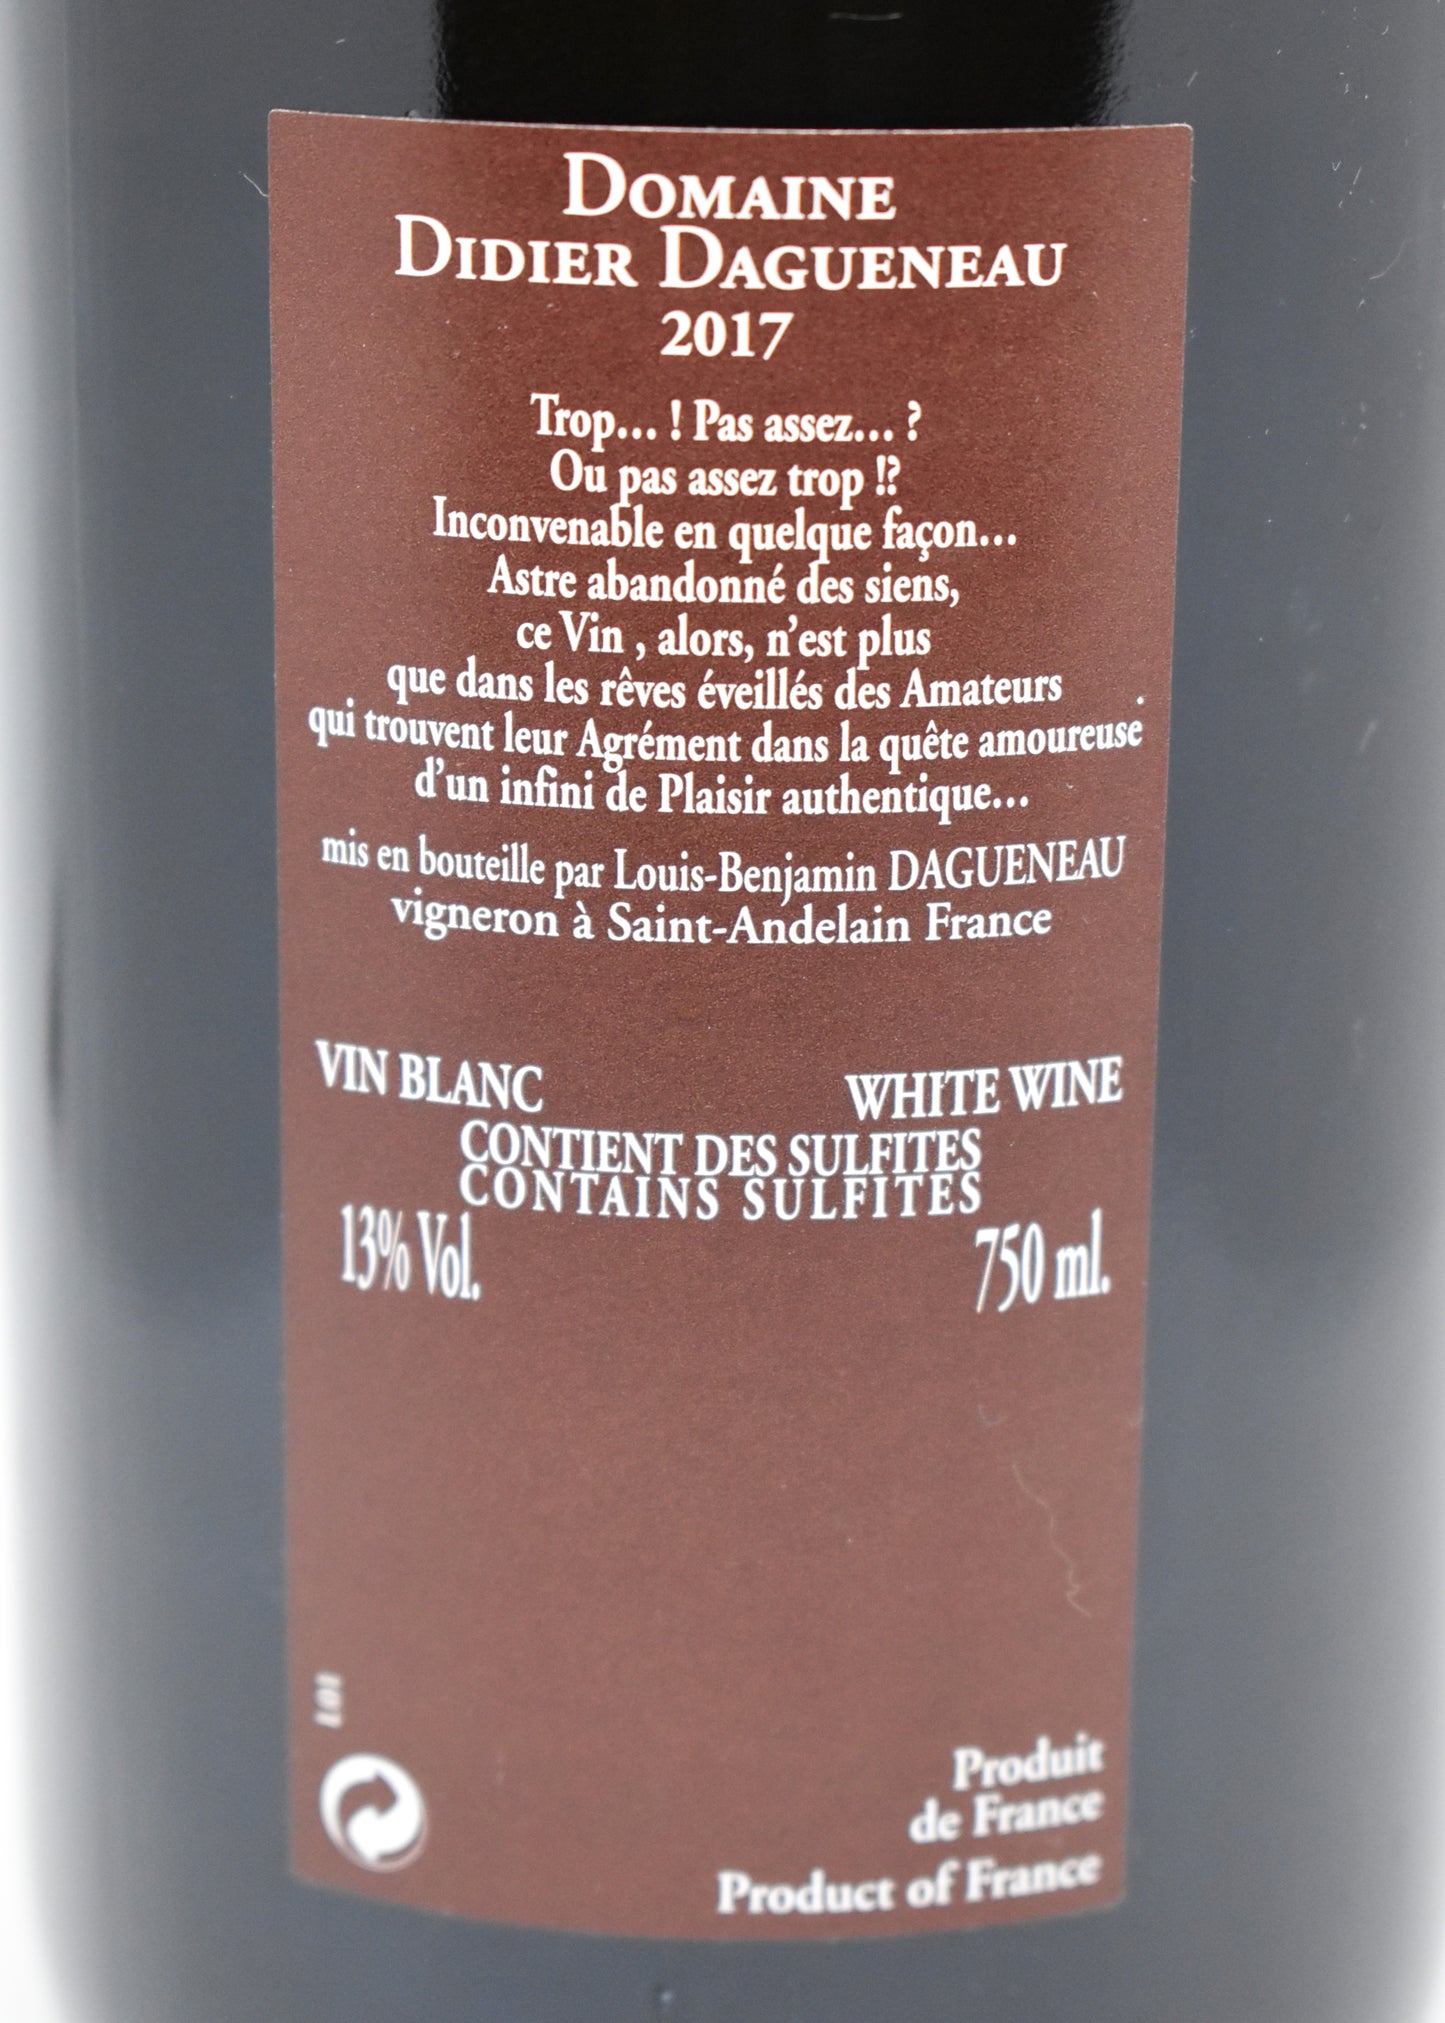 DOMAINE
DIDIER DAGUENEAU
2017
Trop... ! Pas assez... ?
Ou pas assez trop !?
Inconvenable en quelque façon...
Astre abandonné des siens,
ce Vin , alors, n'est plus
que dans les rêves éveillés des Amateurs
qui trouvent leur Agrément dans la quête amoureuse
d'un infini de Plaisir authentique...
mis en bouteille par Louis-Benjamin DAGUENEAU
vigneron à Saint-Andelain France
VIN BLANC WHITE WINE
CONTIENT DES SULFITES
CONTAINS SULFITES
13% Vol. 750 ml.
Produit
de France
Product of France